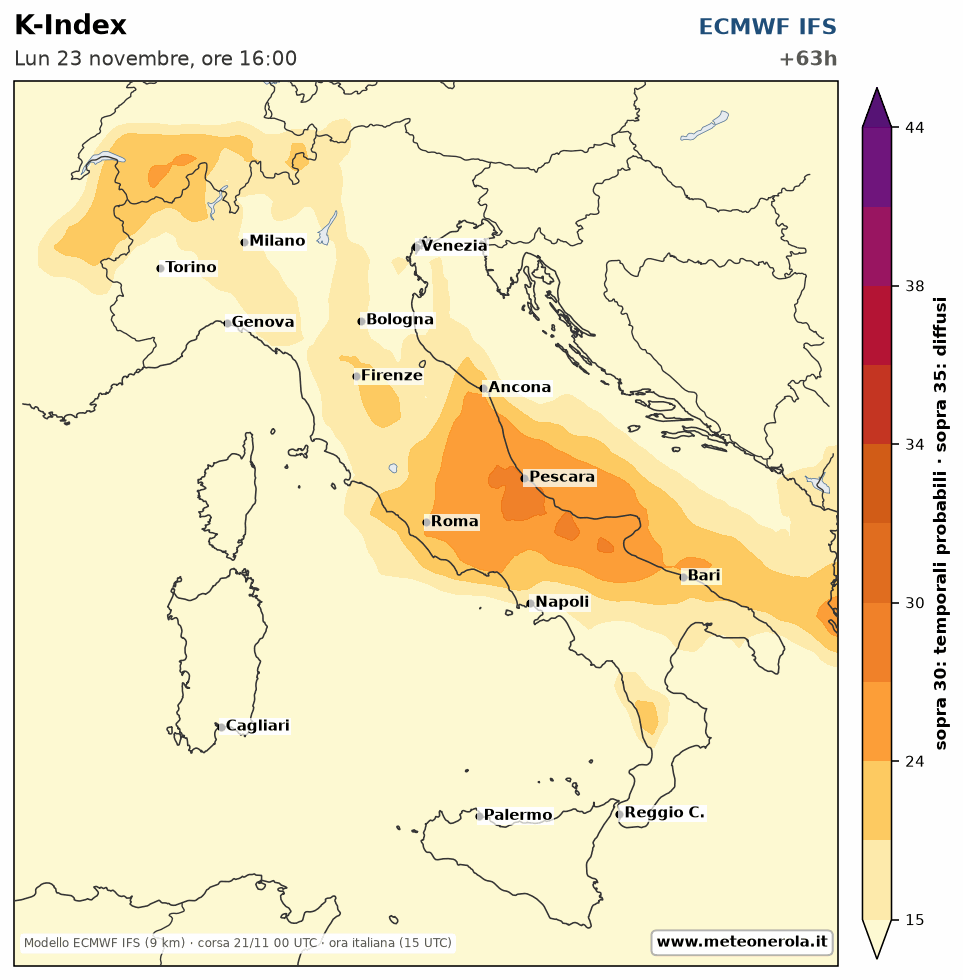 K-Index
ECMWF IFS
Lun 23 novembre, ore 16:00
+63h
44
38
34
30
24
15
sopra 30: temporali probabili · sopra 35: diffusi
Milano
Venezia
Torino
Genova
Bologna
Firenze
Ancona
Pescara
Roma
Bari
Napoli
Cagliari
Palermo
Reggio C.
Modello ECMWF IFS (9 km) · corsa 21/11 00 UTC · ora italiana (15 UTC)
www.meteonerola.it